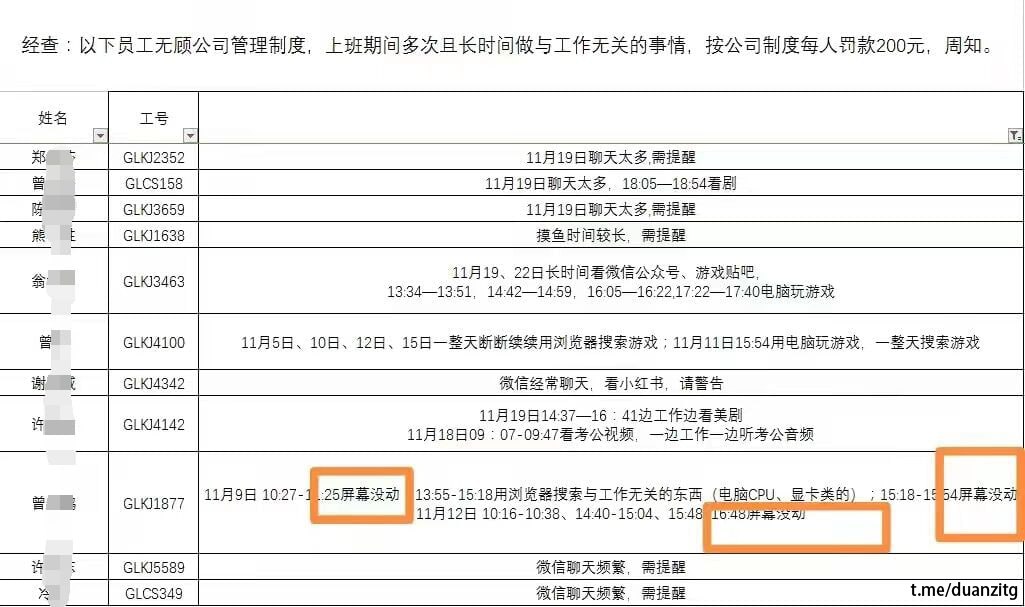 经查：以下员工无顾公司管理制度，上班期间多次且长时间做与工作无关的事情，按公司制度每人罚款200元，周知。
姓名 工号
郑 GLKJ2352 11月19日聊天太多,需提醒
曾 GLCS158 11月19日聊天太多，18:05—18:54看剧
陈 GLKJ3659 11月19日聊天太多,需提醒
熊 GLKJ1638 摸鱼时间较长，需提醒
翁 GLKJ3463 11月19、22日长时间看微信公众号、游戏贴吧，
13:34—13:51，14:42—14:59，16:05—16:22,17:22—17:40电脑玩游戏
曾 GLKJ4100 11月5日、10日、12日、15日一整天断断续续用浏览器搜索游戏；11月11日15:54用电脑玩游戏，一整天搜索游戏
谢 GLKJ4342 微信经常聊天，看小红书，请警告
许 GLKJ4142 11月19日14:37—16：41边工作边看美剧
11月18日09：07-09:47看考公视频，一边工作一边听考公音频
曾 GLKJ1877 11月9日 10:27-11:25屏幕没动 13:55-15:18用浏览器搜索与工作无关的东西（电脑CPU、显卡类的）；15:18-15:54屏幕没动
11月12日 10:16-10:38、14:40-15:04、15:48-16:48屏幕没动
许 GLKJ5589 微信聊天频繁，需提醒
冷 GLCS349 微信聊天频繁，需提醒
t.me/duanzitg